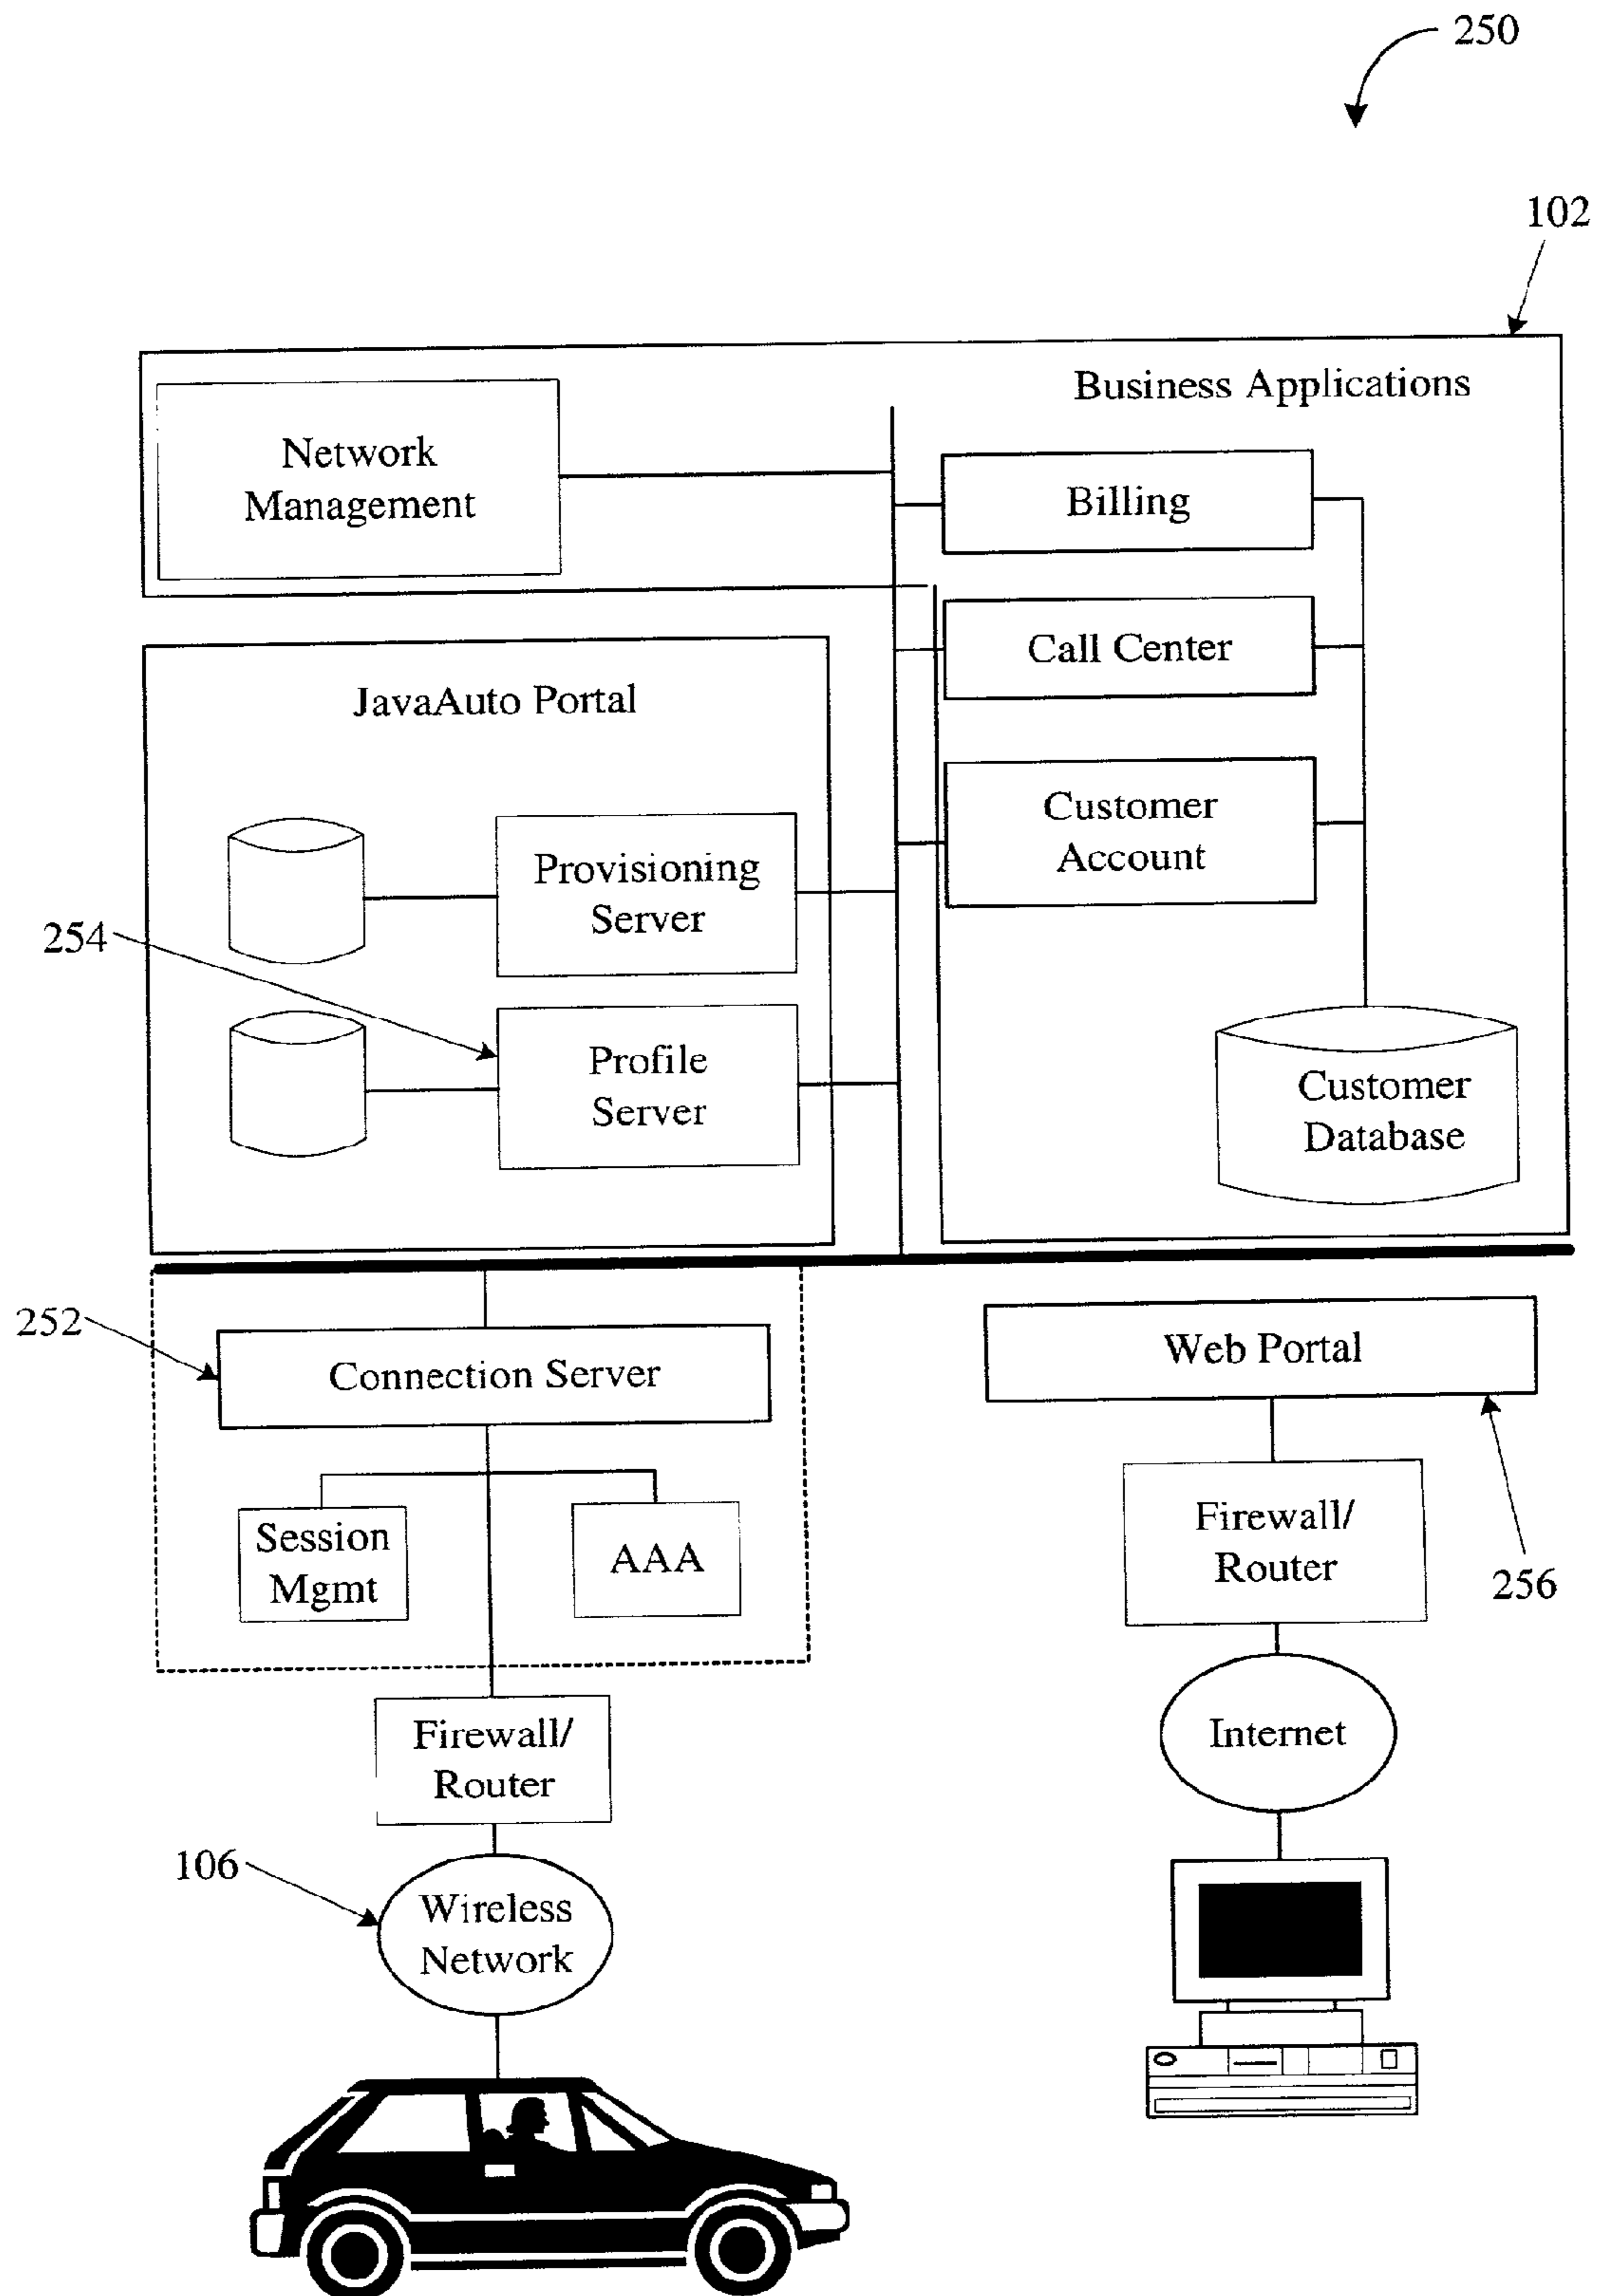 250
102
Business Applications
Network
Management
Billing
Call Center
JavaAuto Portal
Customer
Account
Provisioning
Server
254
Profile
Server
Customer
Database
252
Connection Server
Web Portal
Session
Mgmt
AAA
Firewall/
Router
256
Firewall/
Router
Internet
106
Wireless
Network